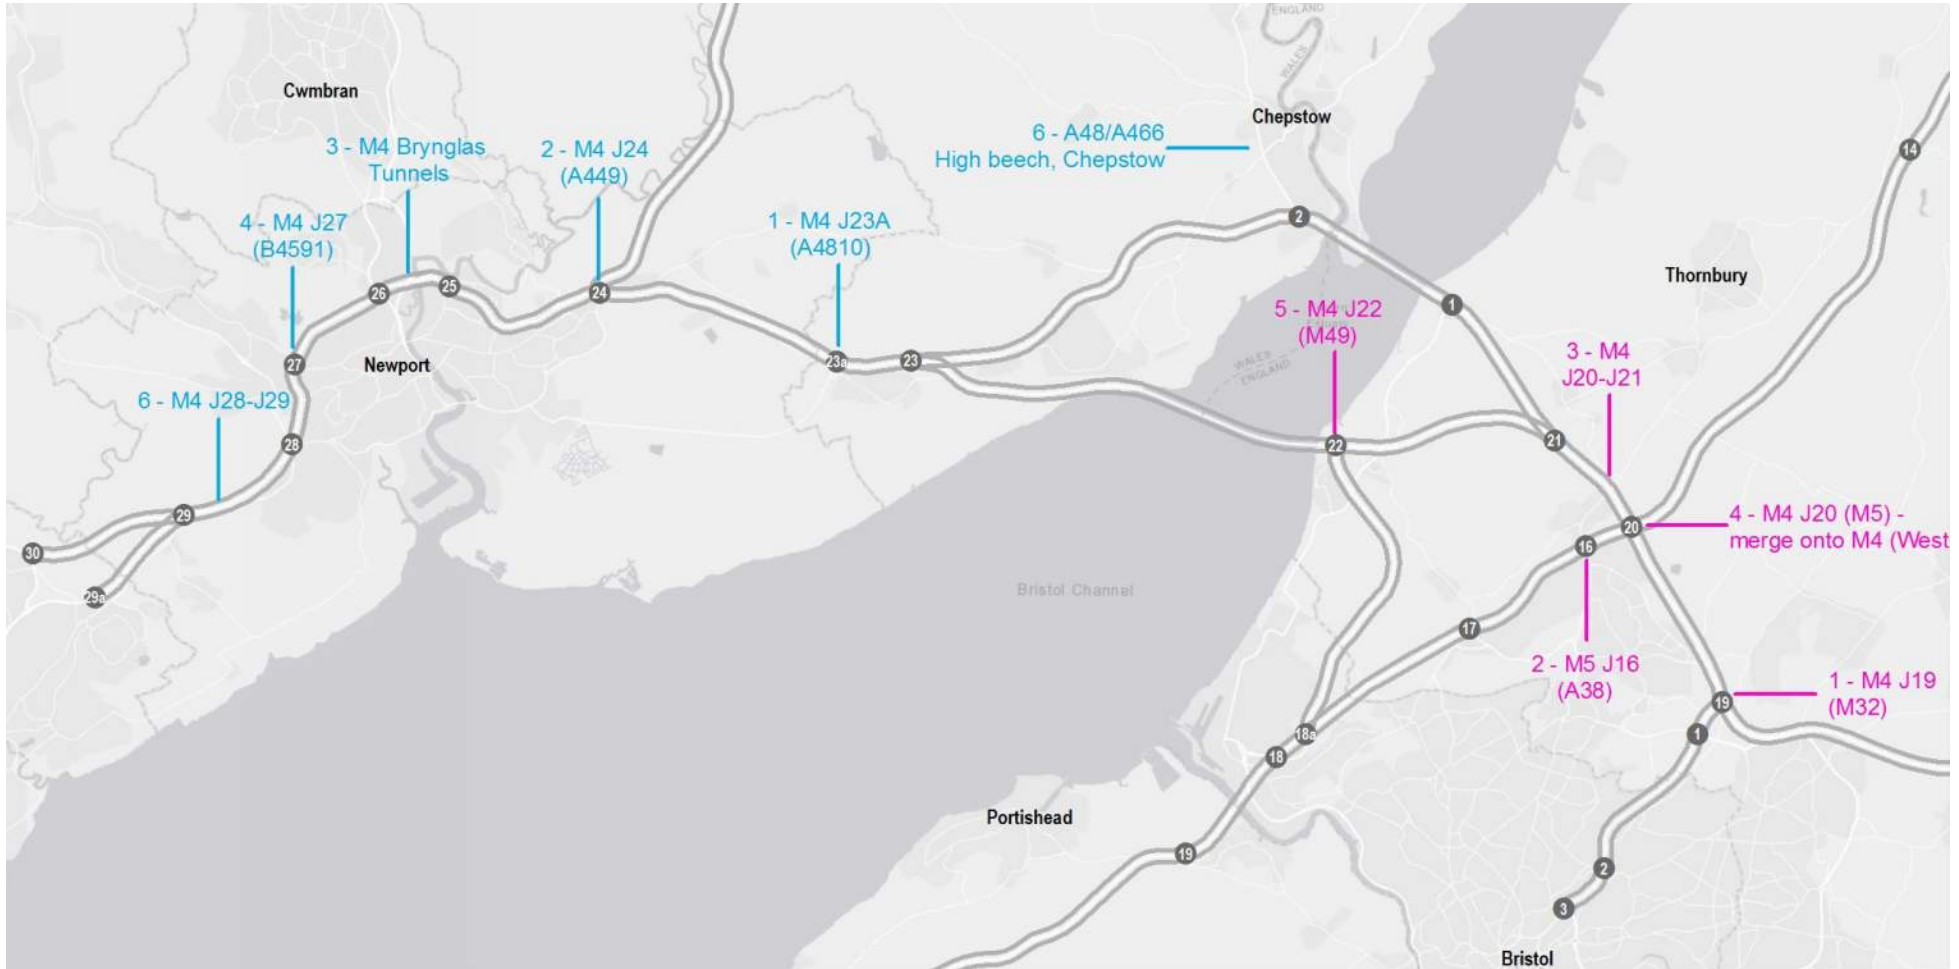 ENGLAND
WALES
Cwmbran
Chepstow
3 - M4 Brynglas
Tunnels
2 - M4 J24
(A449)
6 - A48/A466
High beech, Chepstow
14
4 - M4 J27
(B4591)
1 - M4 J23A
(A4810)
2
Thornbury
26
25
24
1
5 - M4 J22
(M49)
3 - M4
J20-J21
27
Newport
23a
23
WALES
ENGLAND
6 - M4 J28-J29
28
22
21
29
20
4 - M4 J20 (M5) -
merge onto M4 (West
30
16
29a
Bristol Channel
17
2 - M5 J16
(A38)
1 - M4 J19
(M32)
19
18a
1
18
Portishead
19
2
3
Bristol